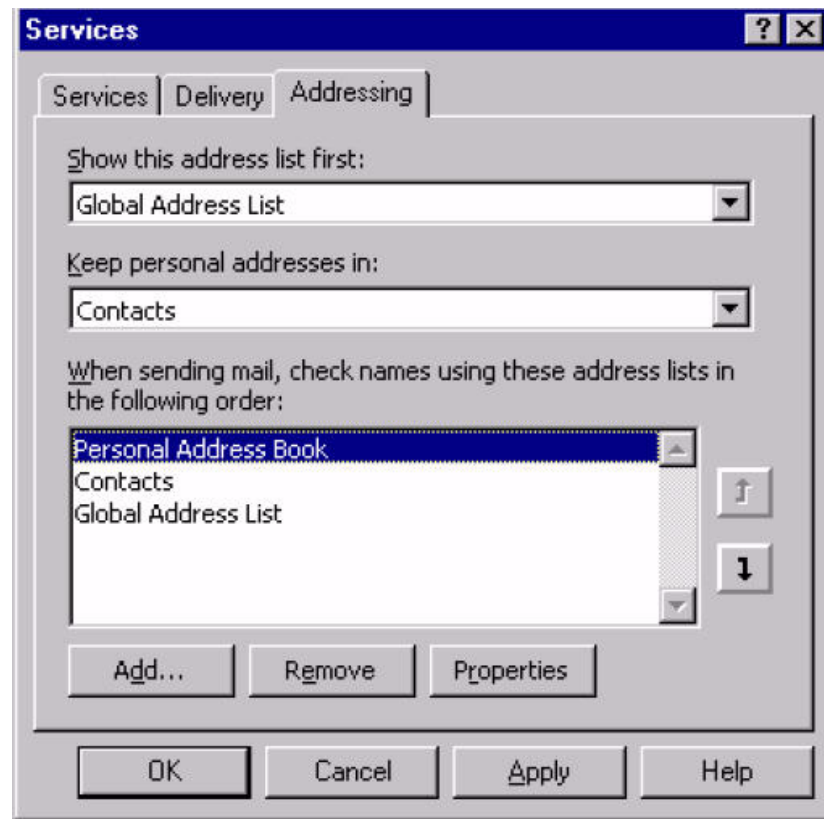 Services
Services
Delivery
Addressing
Show this address list first:
Global Address List
Keep personal addresses in:
Contacts
When sending mail, check names using these address lists in
the following order:
Personal Address Book
Contacts
Global Address List
Add...
Remove
Properties
OK
Cancel
Apply
Help